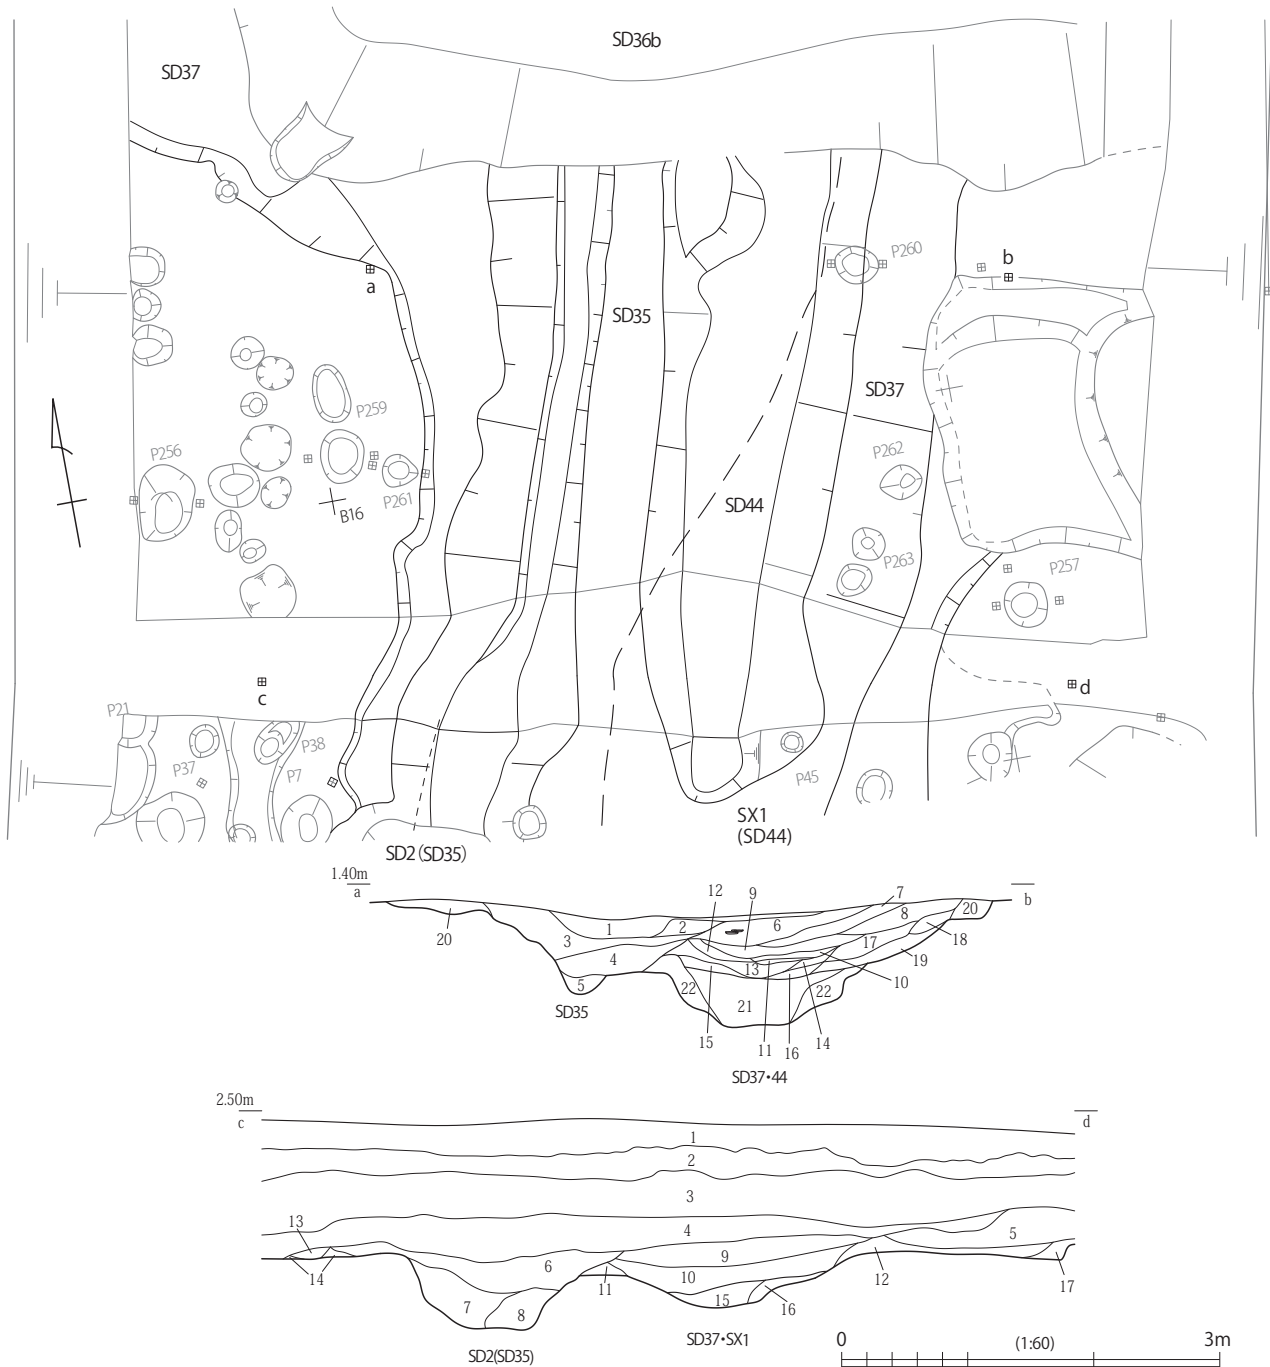 SD36b
SD37
P260
b
a
SD35
SD37
P259
P256
P262
P261
B16
SD44
P263
P257
c
d
P21
P38
P37
P7
P45
SX1
(SD44)
SD2(SD35)
1.40m
a
12
9
7
b
20
1
2
6
8
20
3
17
18
4
13
19
5
22
21
22
10
SD35
15
11
16
14
SD37・44
2.50m
c
d
1
2
3
13
4
5
9
6
10
12
14
11
17
7
8
15
16
SD37・SX1
SD2(SD35)
0
(1:60)
3m